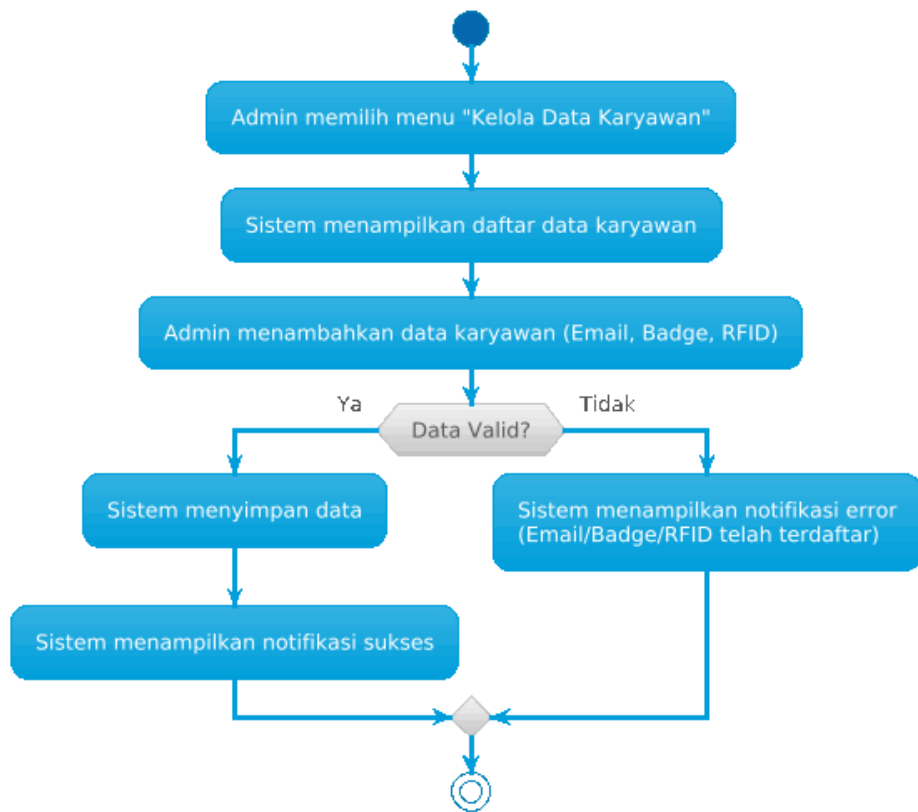 Admin memilih menu "Kelola Data Karyawan"
Sistem menampilkan daftar data karyawan
Admin menambahkan data karyawan (Email, Badge, RFID)
Ya
Tidak
Data Valid?
Sistem menyimpan data
Sistem menampilkan notifikasi error
(Email/Badge/RFID telah terdaftar)
Sistem menampilkan notifikasi sukses